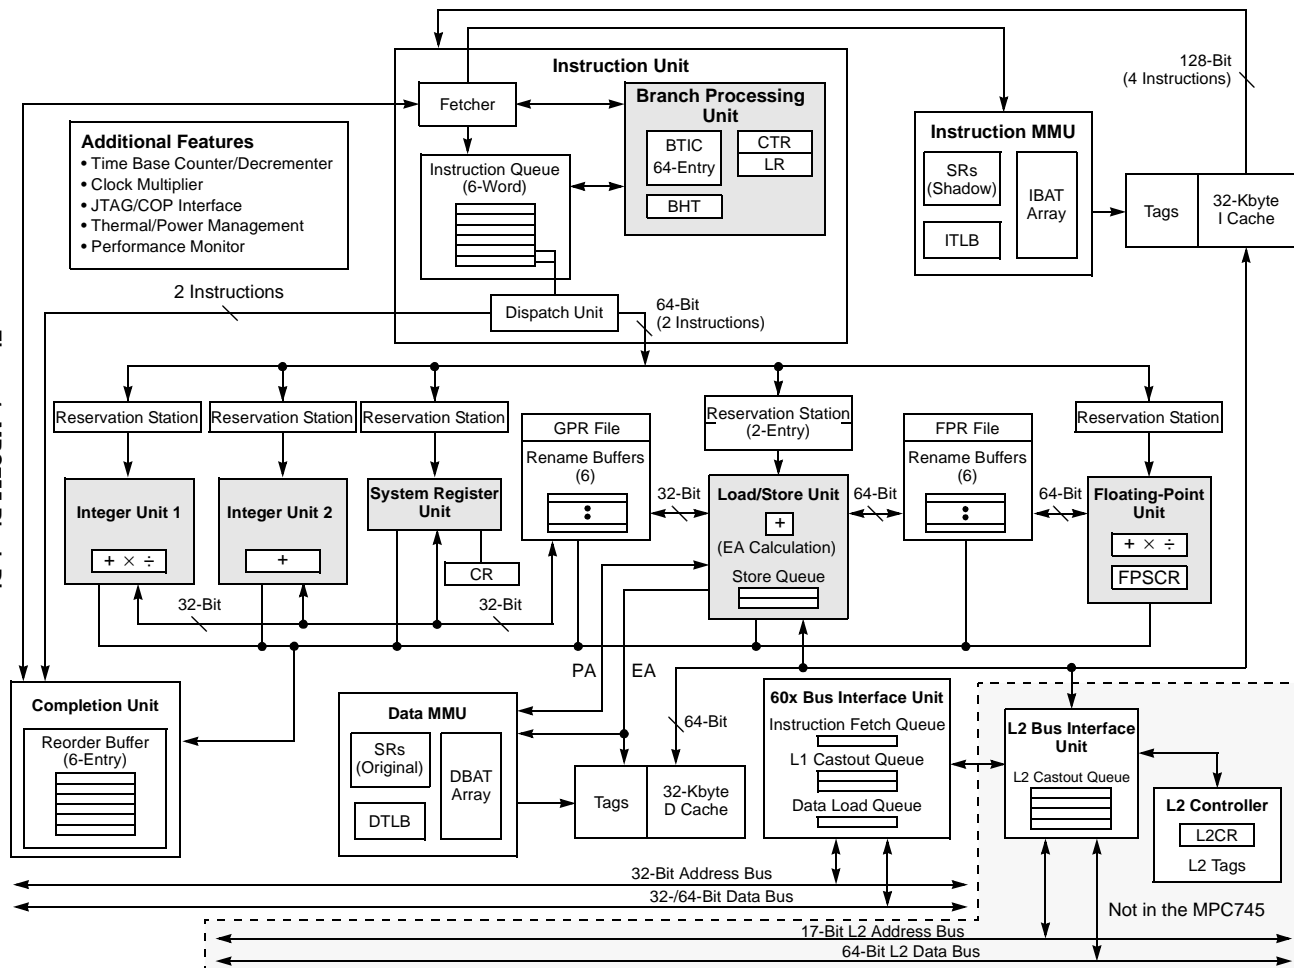 Instruction Unit
128-Bit
(4 Instructions)
Fetcher
Branch Processing
Unit
BTIC
64-Entry
CTR
LR
BHT
Instruction Queue
(6-Word)
Additional Features
• Time Base Counter/Decrementer
• Clock Multiplier
• JTAG/COP Interface
• Thermal/Power Management
• Performance Monitor
Instruction MMU
SRs
(Shadow)
IBAT
Array
ITLB
Tags
32-Kbyte
I Cache
2 Instructions
Dispatch Unit
64-Bit
(2 Instructions)
Reservation Station
Reservation Station
Reservation Station
Reservation Station
(2-Entry)
Reservation Station
GPR File
Rename Buffers
(6)
FPR File
Rename Buffers
(6)
Integer Unit 1
+ × ÷
Integer Unit 2
+
System Register
Unit
CR
32-Bit
Load/Store Unit
+
(EA Calculation)
Store Queue
64-Bit
64-Bit
Floating-Point
Unit
+ × ÷
FPSCR
32-Bit
32-Bit
PA
EA
Completion Unit
Reorder Buffer
(6-Entry)
Data MMU
SRs
(Original)
DBAT
Array
DTLB
64-Bit
Tags
32-Kbyte
D Cache
60x Bus Interface Unit
Instruction Fetch Queue
L1 Castout Queue
Data Load Queue
L2 Bus Interface
Unit
L2 Castout Queue
L2 Controller
L2CR
L2 Tags
32-Bit Address Bus
32-/64-Bit Data Bus
Not in the MPC745
17-Bit L2 Address Bus
64-Bit L2 Data Bus